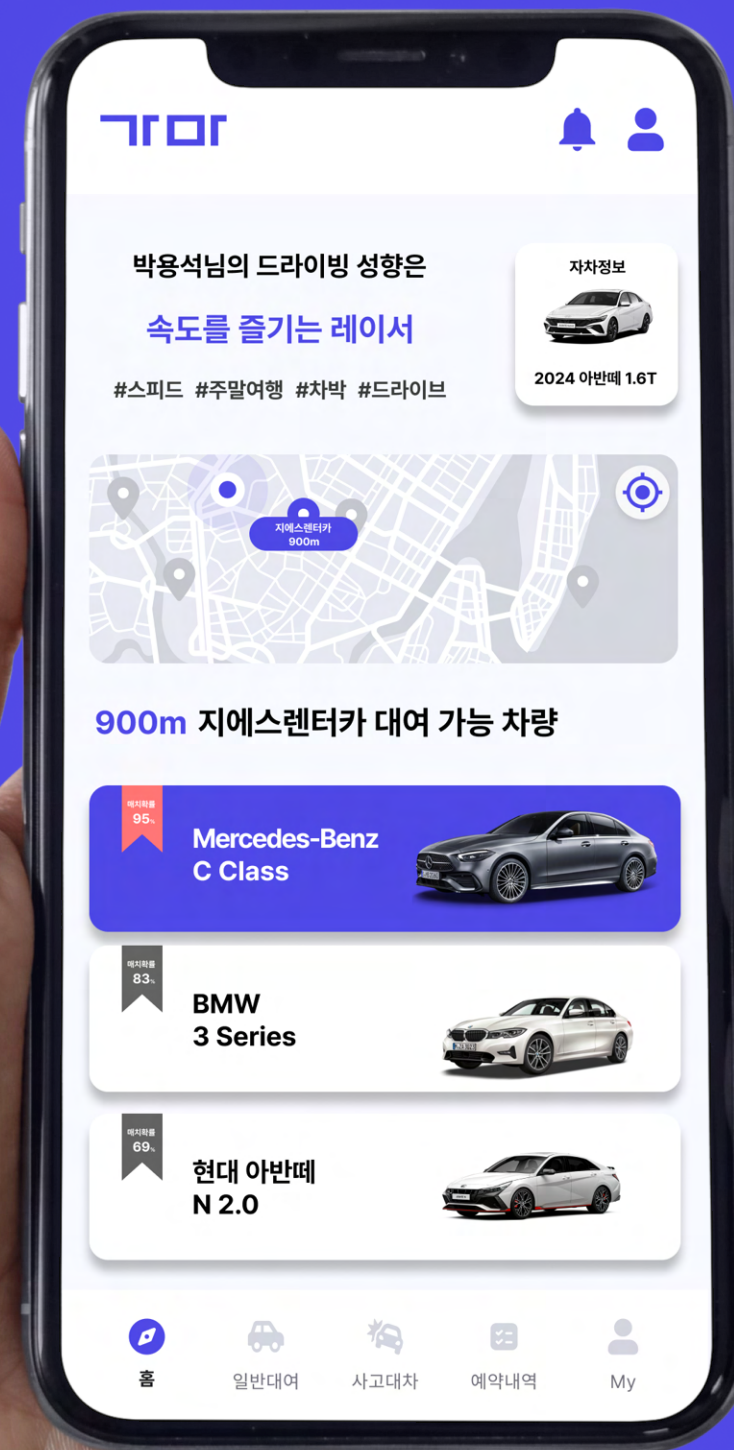 가마
박용석님의 드라이빙 성향은
속도를 즐기는 레이서
#스피드 #주말여행 #차박 #드라이브
자차정보
2024 아반떼 1.6T
지에스렌터카
900m
900m 지에스렌터카 대여 가능 차량
매치확률
95%
Mercedes-Benz
C Class
매치확률
83%
BMW
3 Series
매치확률
69%
현대 아반떼
N 2.0
홈
일반대여
사고대차
예약내역
My